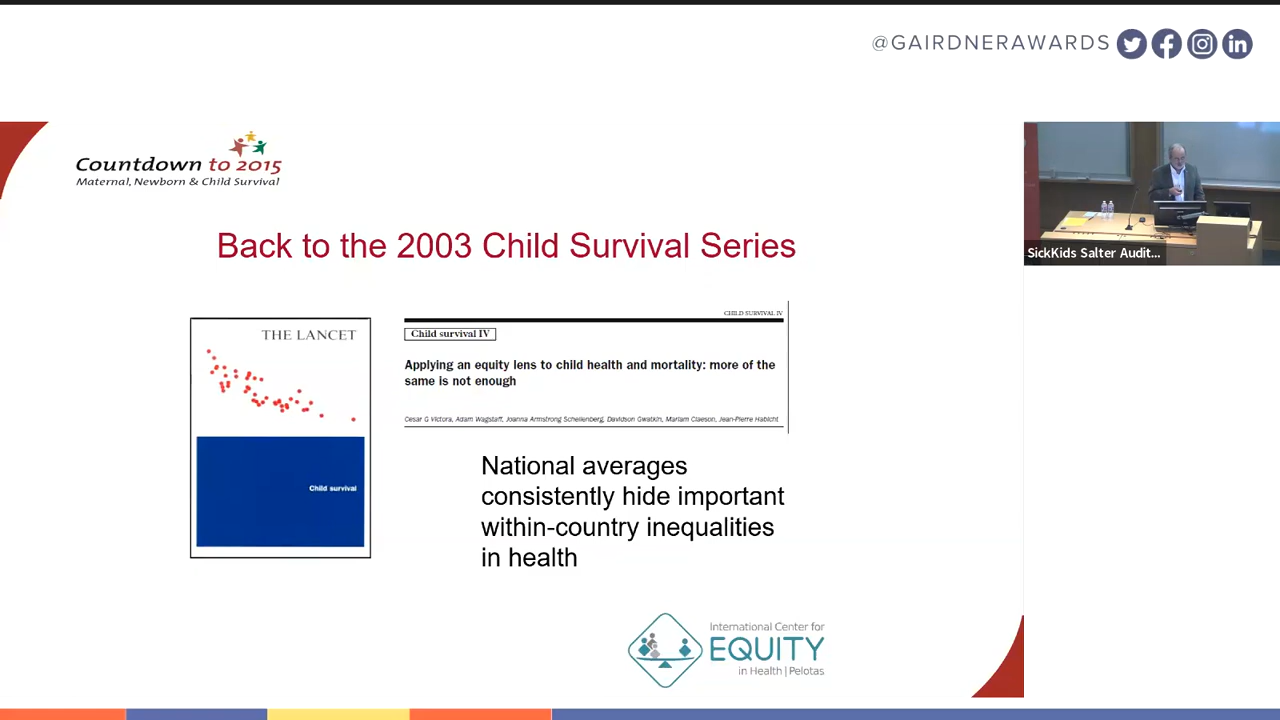 @GAIRDNERAWARDS
Countdown to 2015
Maternal, Newborn & Child Survival
SickKids Salter Audit...
Back to the 2003 Child Survival Series
THE LANCET
Child survival
CHILD SURVIVAL IV
Child survival IV
Applying an equity lens to child health and mortality: more of the
same is not enough
Cesar G Victora, Adam Wagstaff, Joanna Armstrong Schellenberg, Davidson Gwatkin, Mariam Claeson, Jean-Pierre Habicht
National averages
consistently hide important
within-country inequalities
in health
International Center for
EQUITY
in Health | Pelotas